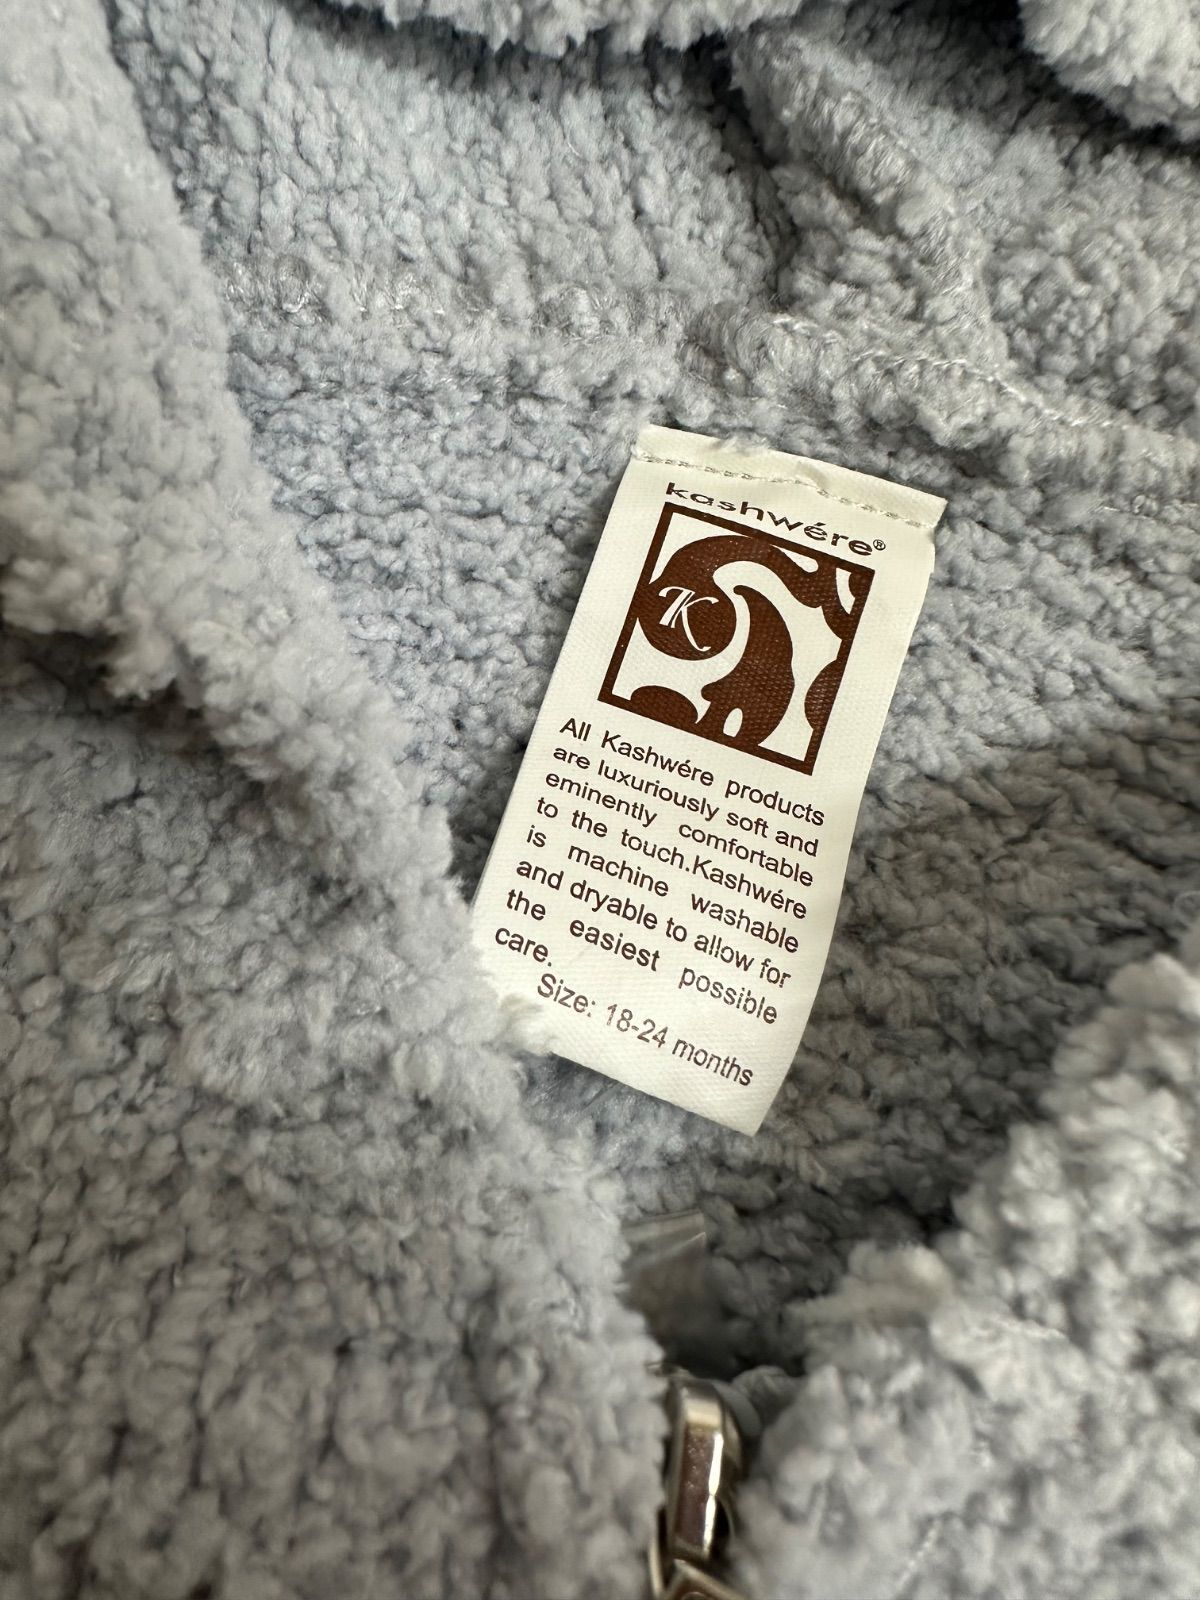 kashwére®
K
All Kashwére products
are luxuriously soft and
eminently comfortable
to the touch.Kashwére
is machine washable
and dryable to allow for
the easiest possible
care.
Size: 18-24 months